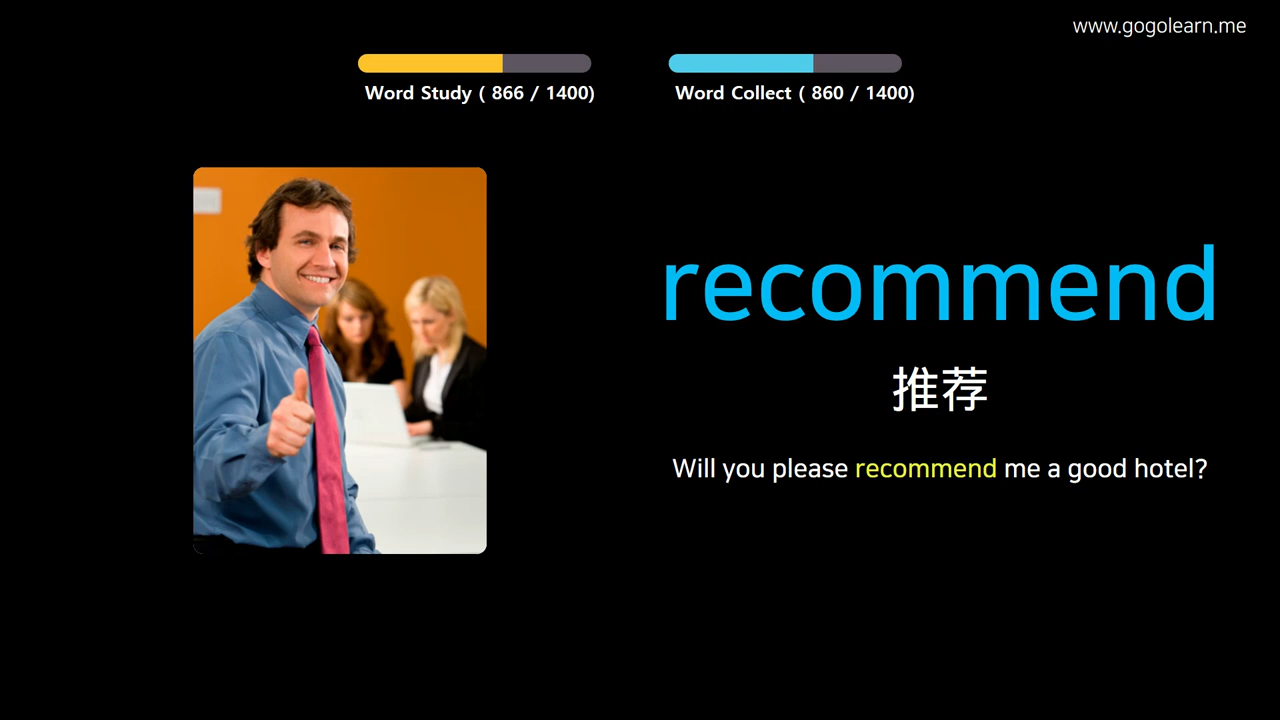 www.gogolearn.me
Word Study ( 866 / 1400)
Word Collect ( 860 / 1400)
recommend
推荐
Will you please recommend me a good hotel?